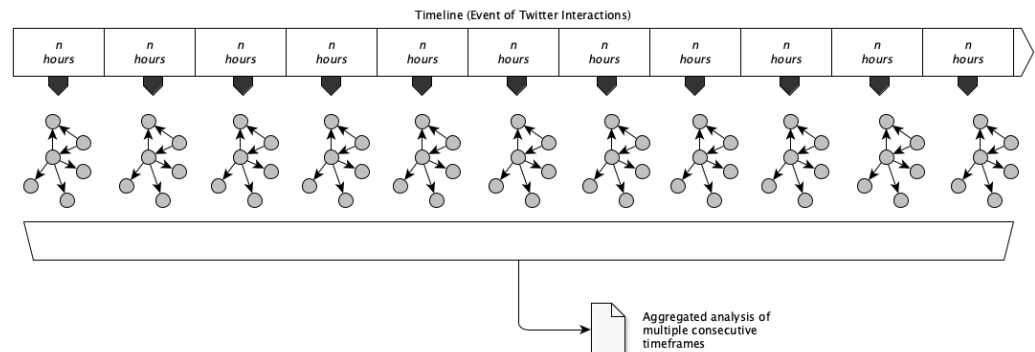 Timeline (Event of Twitter Interactions)
n n n n n n n n n n n
hours hours hours hours hours hours hours hours hours hours hours
Aggregated analysis of
multiple consecutive
timeframes